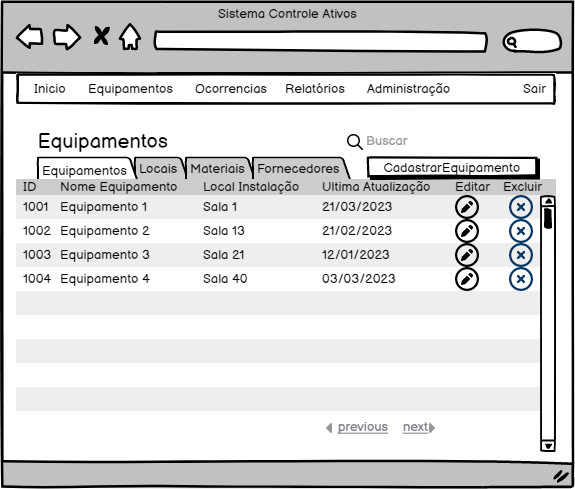 Sistema Controle Ativos
Inicio Equipamentos Ocorrencias Relatórios Administração Sair
Equipamentos Buscar
Equipamentos Locais Materiais Fornecedores CadastrarEquipamento
ID Nome Equipamento Local Instalação Ultima Atualização Editar Excluir
1001 Equipamento 1 Sala 1 21/03/2023
1002 Equipamento 2 Sala 13 21/02/2023
1003 Equipamento 3 Sala 21 12/01/2023
1004 Equipamento 4 Sala 40 03/03/2023
previous next